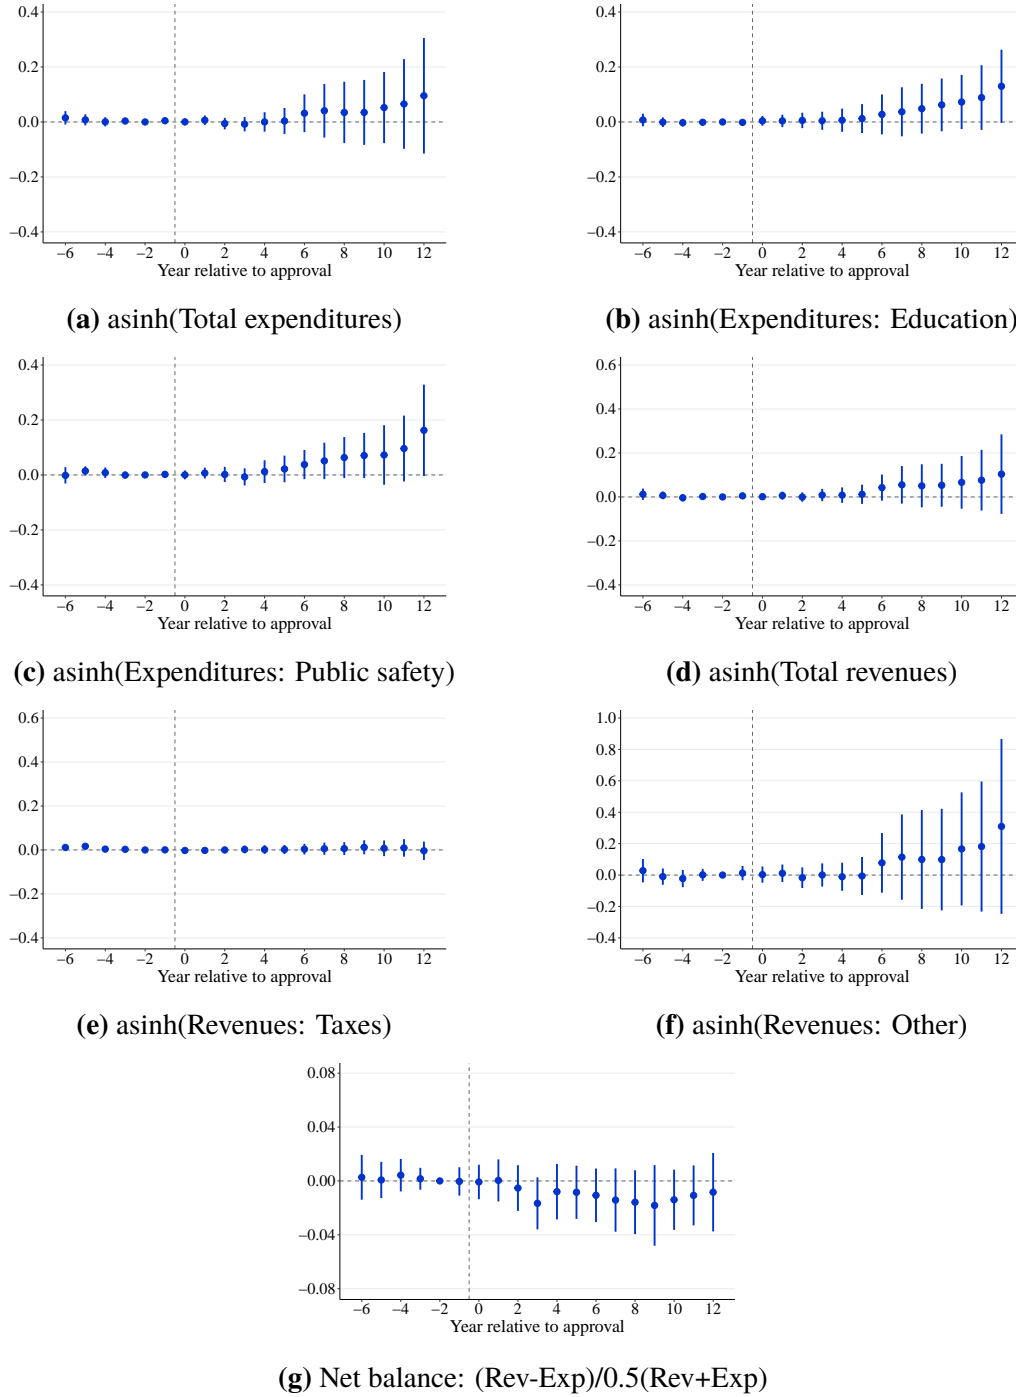 0.4
0.2
0.0
−0.2
−0.4
−6 −4 −2 0 2 4 6 8 10 12
Year relative to approval
(a) asinh(Total expenditures)
0.4
0.2
0.0
−0.2
−0.4
−6 −4 −2 0 2 4 6 8 10 12
Year relative to approval
(b) asinh(Expenditures: Education)
0.4
0.2
0.0
−0.2
−0.4
−6 −4 −2 0 2 4 6 8 10 12
Year relative to approval
(c) asinh(Expenditures: Public safety)
0.6
0.4
0.2
0.0
−0.2
−0.4
−6 −4 −2 0 2 4 6 8 10 12
Year relative to approval
(d) asinh(Total revenues)
0.6
0.4
0.2
0.0
−0.2
−0.4
−6 −4 −2 0 2 4 6 8 10 12
Year relative to approval
(e) asinh(Revenues: Taxes)
1.0
0.8
0.6
0.4
0.2
0.0
−0.2
−0.4
−6 −4 −2 0 2 4 6 8 10 12
Year relative to approval
(f) asinh(Revenues: Other)
0.08
0.04
0.00
−0.04
−0.08
−6 −4 −2 0 2 4 6 8 10 12
Year relative to approval
(g) Net balance: (Rev-Exp)/0.5(Rev+Exp)